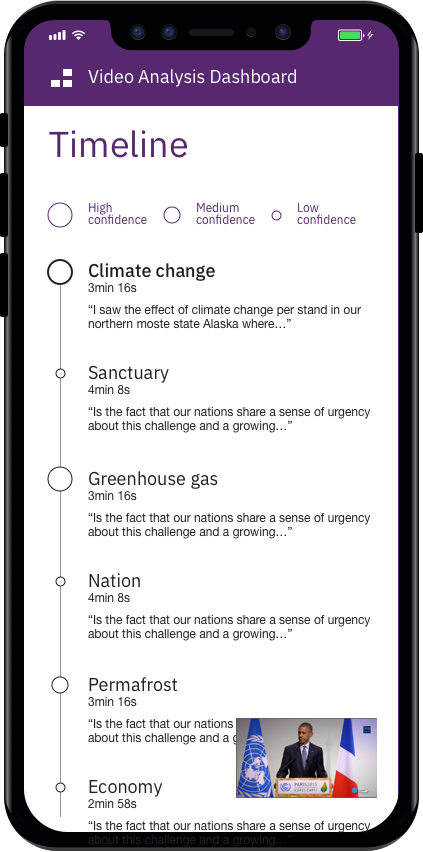 Video Analysis Dashboard
Timeline
High
confidence
Medium
confidence
Low
confidence
Climate change
3min 16s
“I saw the effect of climate change per stand in our
northern moste state Alaska where…”
Sanctuary
4min 8s
“Is the fact that our nations share a sense of urgency
about this challenge and a growing…”
Greenhouse gas
3min 16s
“Is the fact that our nations share a sense of urgency
about this challenge and a growing…”
Nation
4min 8s
“Is the fact that our nations share a sense of urgency
about this challenge and a growing…”
Permafrost
3min 16s
“Is the fact that our nations
about this challenge and a g
PARIS2015
Economy
2min 58s
“Is the fact that our nations share a sense of urgency
about this challenge and a growing…”